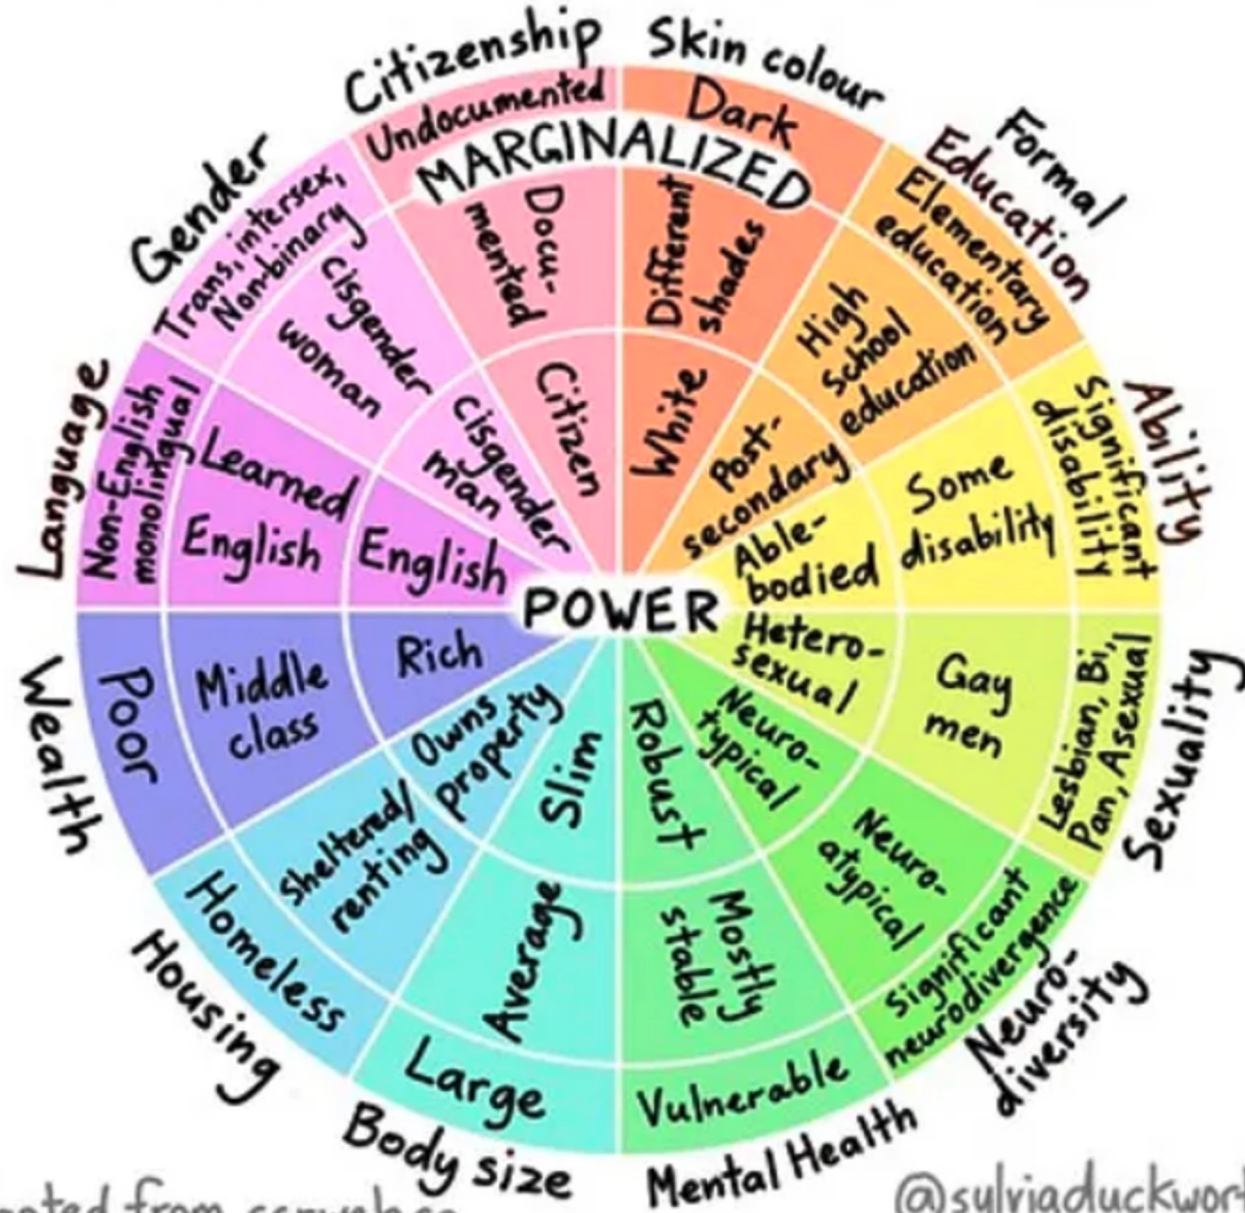 Citizenship
Undocumented
Docu-
mented
Citizen
Skin colour
Dark
Different
shades
White
Formal
Education
Elementary
education
High
school
education
Post-
secondary
Ability
Significant
disability
Some
disability
Able-
bodied
Sexuality
Lesbian, Bi,
Pan, Asexual
Gay
men
Hetero-
sexual
Neuro-
diversity
Significant
neurodivergence
Neuro-
atypical
Neuro-
typical
Mental Health
Vulnerable
Mostly
stable
Robust
Body size
Large
Average
Slim
Housing
Homeless
Sheltered/
renting
Owns
property
Wealth
Poor
Middle
class
Rich
Language
Non-English
monolingual
Learned
English
English
Gender
Trans, intersex,
Non-binary
cisgender
woman
cisgender
man
MARGINALIZED
POWER
from
@sylviaduckwort